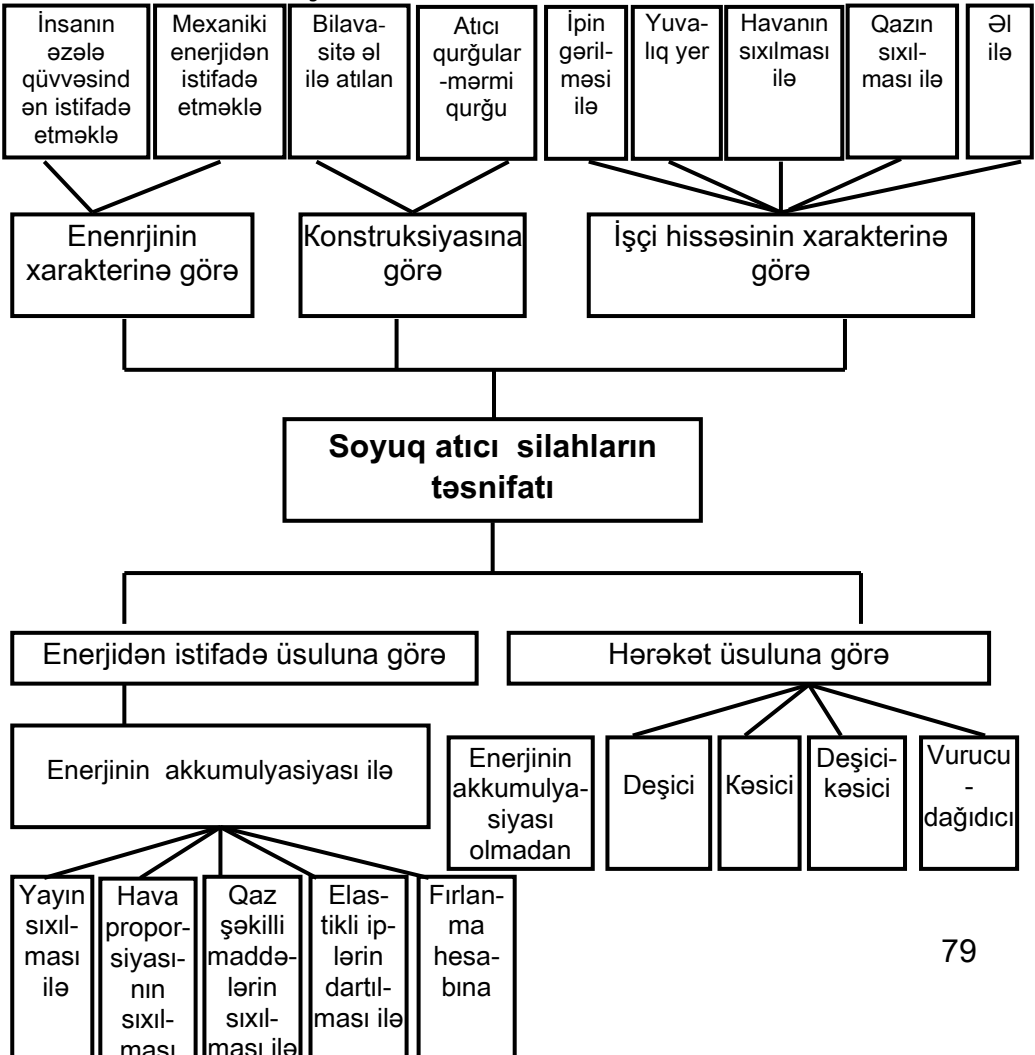 İnsanın
əzələ
qüvvəsind
ən istifadə
etməklə
Mexaniki
enerjidən
istifadə
etməklə
Bilava-
sitə əl
ilə atılan
Atıcı
qurğular
-mərmi
qurğu
İpin
gəril-
məsi
ilə
Yuva-
lıq yer
Havanın
sıxılması
ilə
Qazın
sıxıl-
ması ilə
Əl
ilə
Enenrjinin
xarakterinə görə
Konstruksiyasına
görə
İşçi hissəsinin xarakterinə
görə
Soyuq atıcı silahların
təsnifatı
Enerjidən istifadə üsuluna görə
Hərəkət üsuluna görə
Enerjinin akkumulyasiyası ilə
Enerjinin
akkumulya-
siyası
olmadan
Deşici
Kəsici
Deşici-
kəsici
Vurucu
-
dağıdıcı
Yayın
sıxıl-
ması
ilə
Hava
propor-
siyası-
nın
sıxıl-
ması
Qaz
şəkilli
maddə-
lərin
sıxıl-
ması ilə
Elas-
tikli ip-
lərin
dartıl-
ması ilə
Fırlan-
ma
hesa-
bına
79